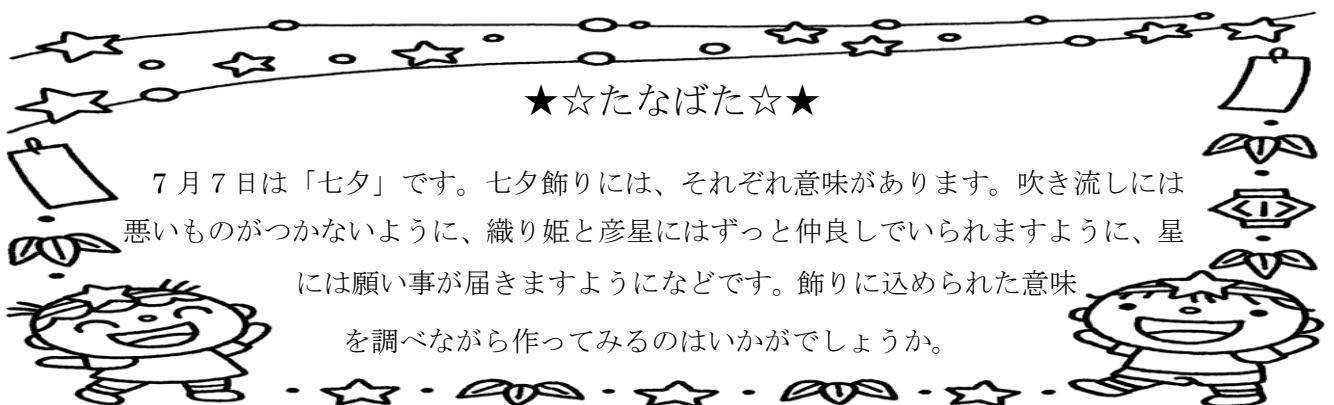 ★☆たなばた☆★
7月7日は「七夕」です。七夕飾りには、それぞれ意味があります。吹き流しには
悪いものがつかないように、織り姫と彦星にはずっと仲良しでいられますように、星
には願い事が届きますようになどです。飾りに込められた意味
を調べながら作ってみるのはいかがでしょうか。